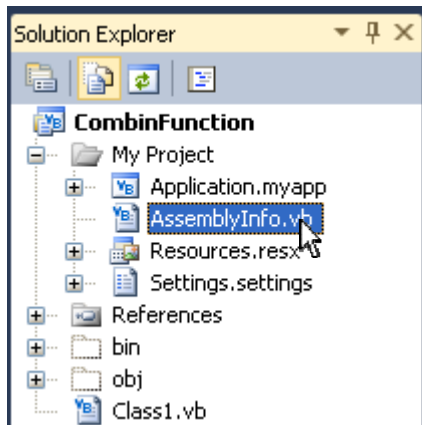 Solution Explorer
CombinFunction
My Project
Application.myapp
AssemblyInfo.vb
Resources.resx
Settings.settings
References
bin
obj
Class1.vb